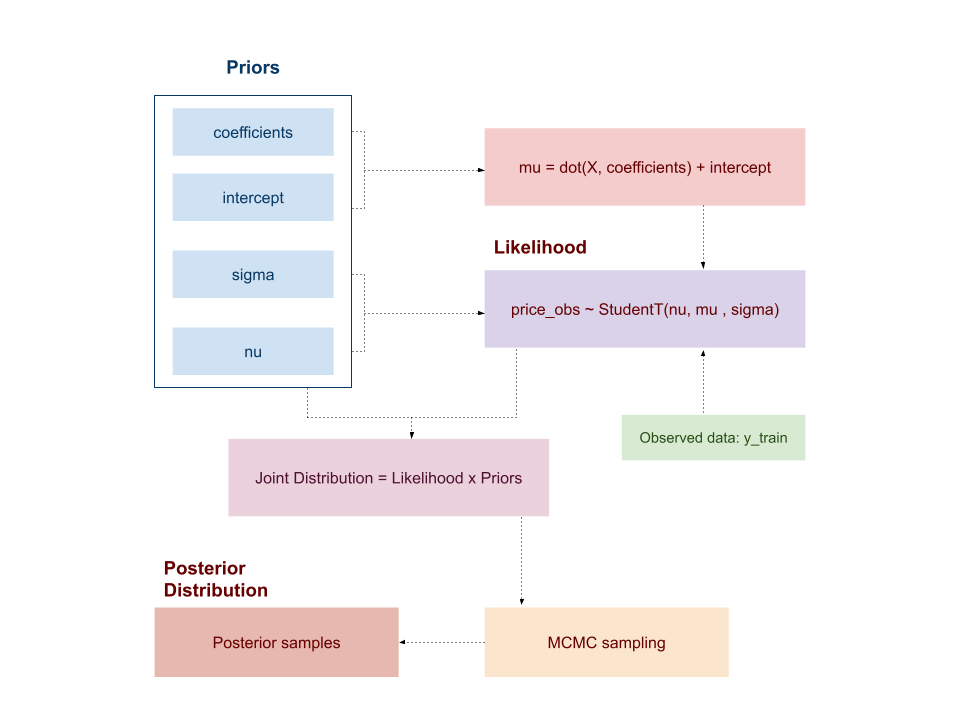 Priors
coefficients
intercept
sigma
nu
mu = dot(X, coefficients) + intercept
Likelihood
price_obs ~ StudentT(nu, mu , sigma)
Observed data: y_train
Joint Distribution = Likelihood x Priors
Posterior
Distribution
Posterior samples
MCMC sampling